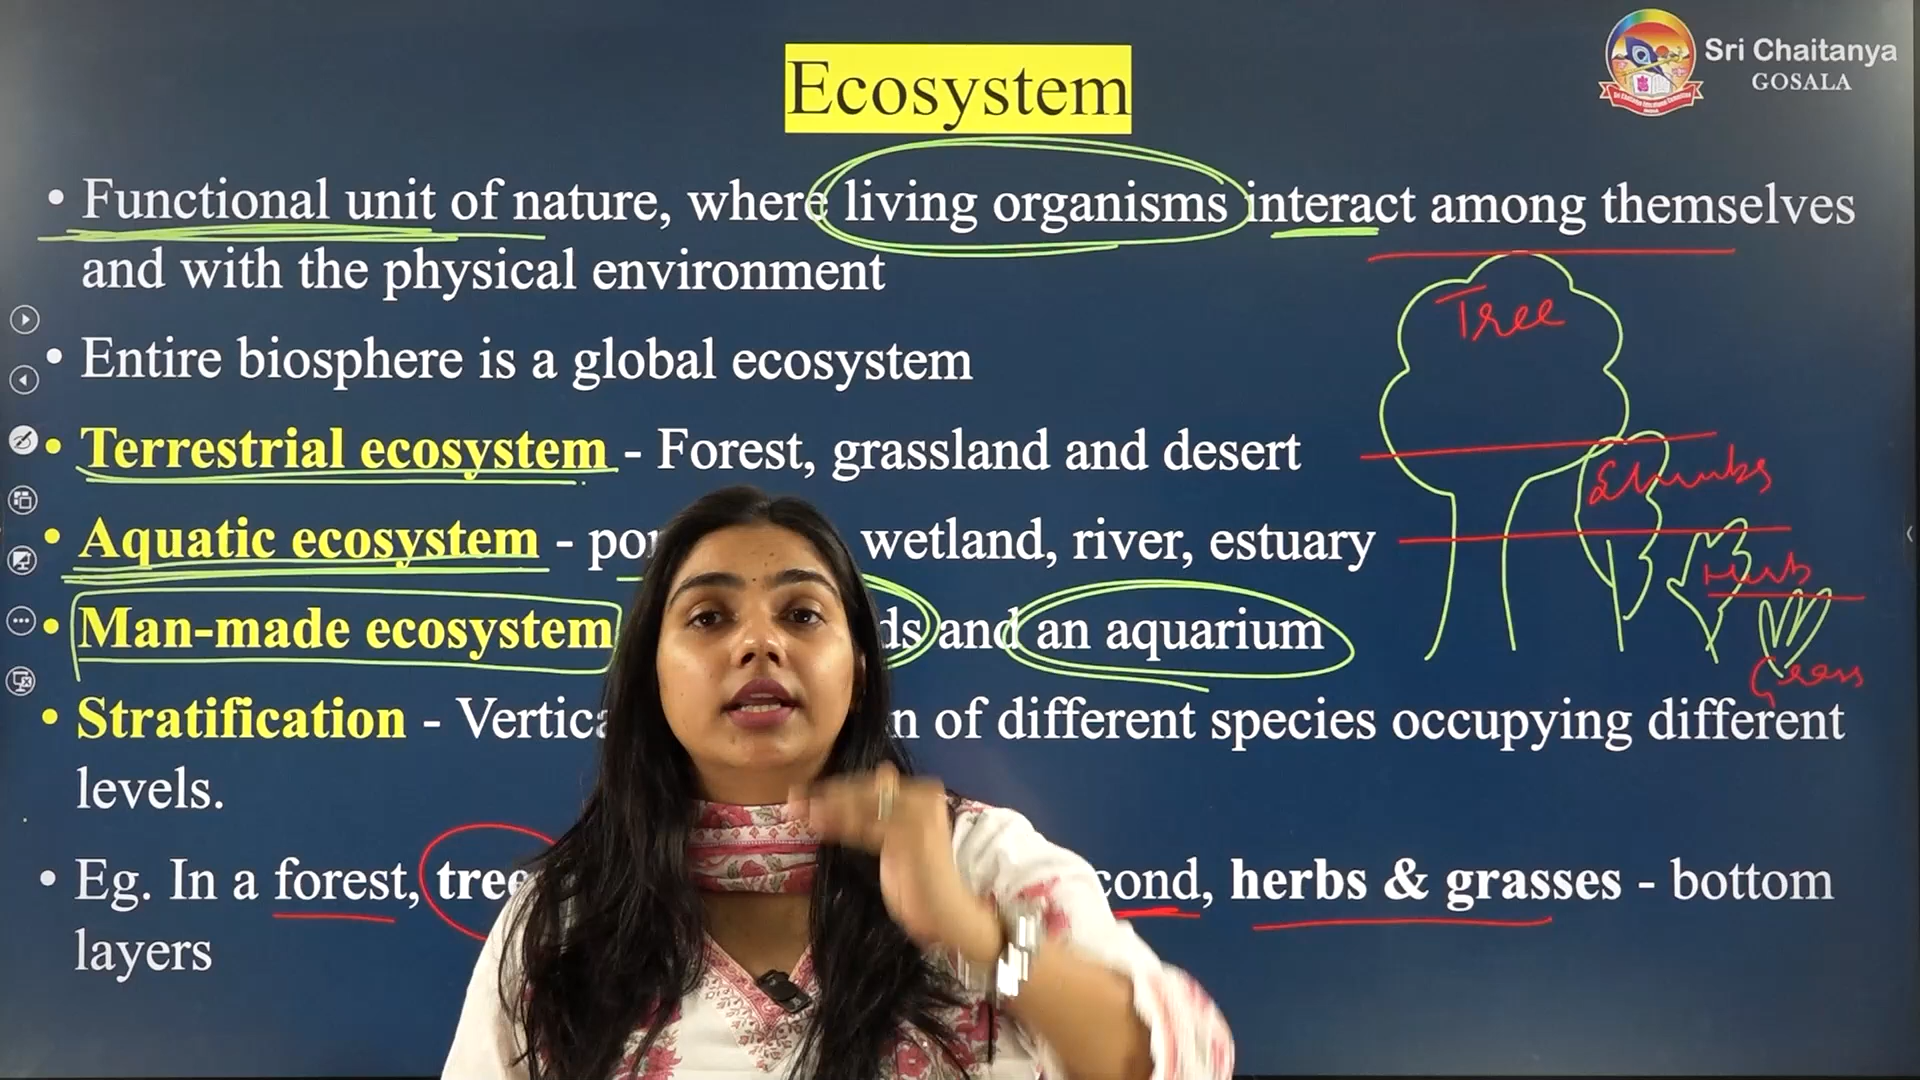 Sri Chaitanya
GOSALA
Ecosystem
• Functional unit of nature, where living organisms interact among themselves
and with the physical environment
Tree
• Entire biosphere is a global ecosystem
• Terrestrial ecosystem - Forest, grassland and desert
Shrubs
• Aquatic ecosystem - wetland, river, estuary
Herb
• Man-made ecosystem and an aquarium
Grass
• Stratification - of different species occupying different
levels.
• Eg. In a forest, herbs & grasses - bottom
layers